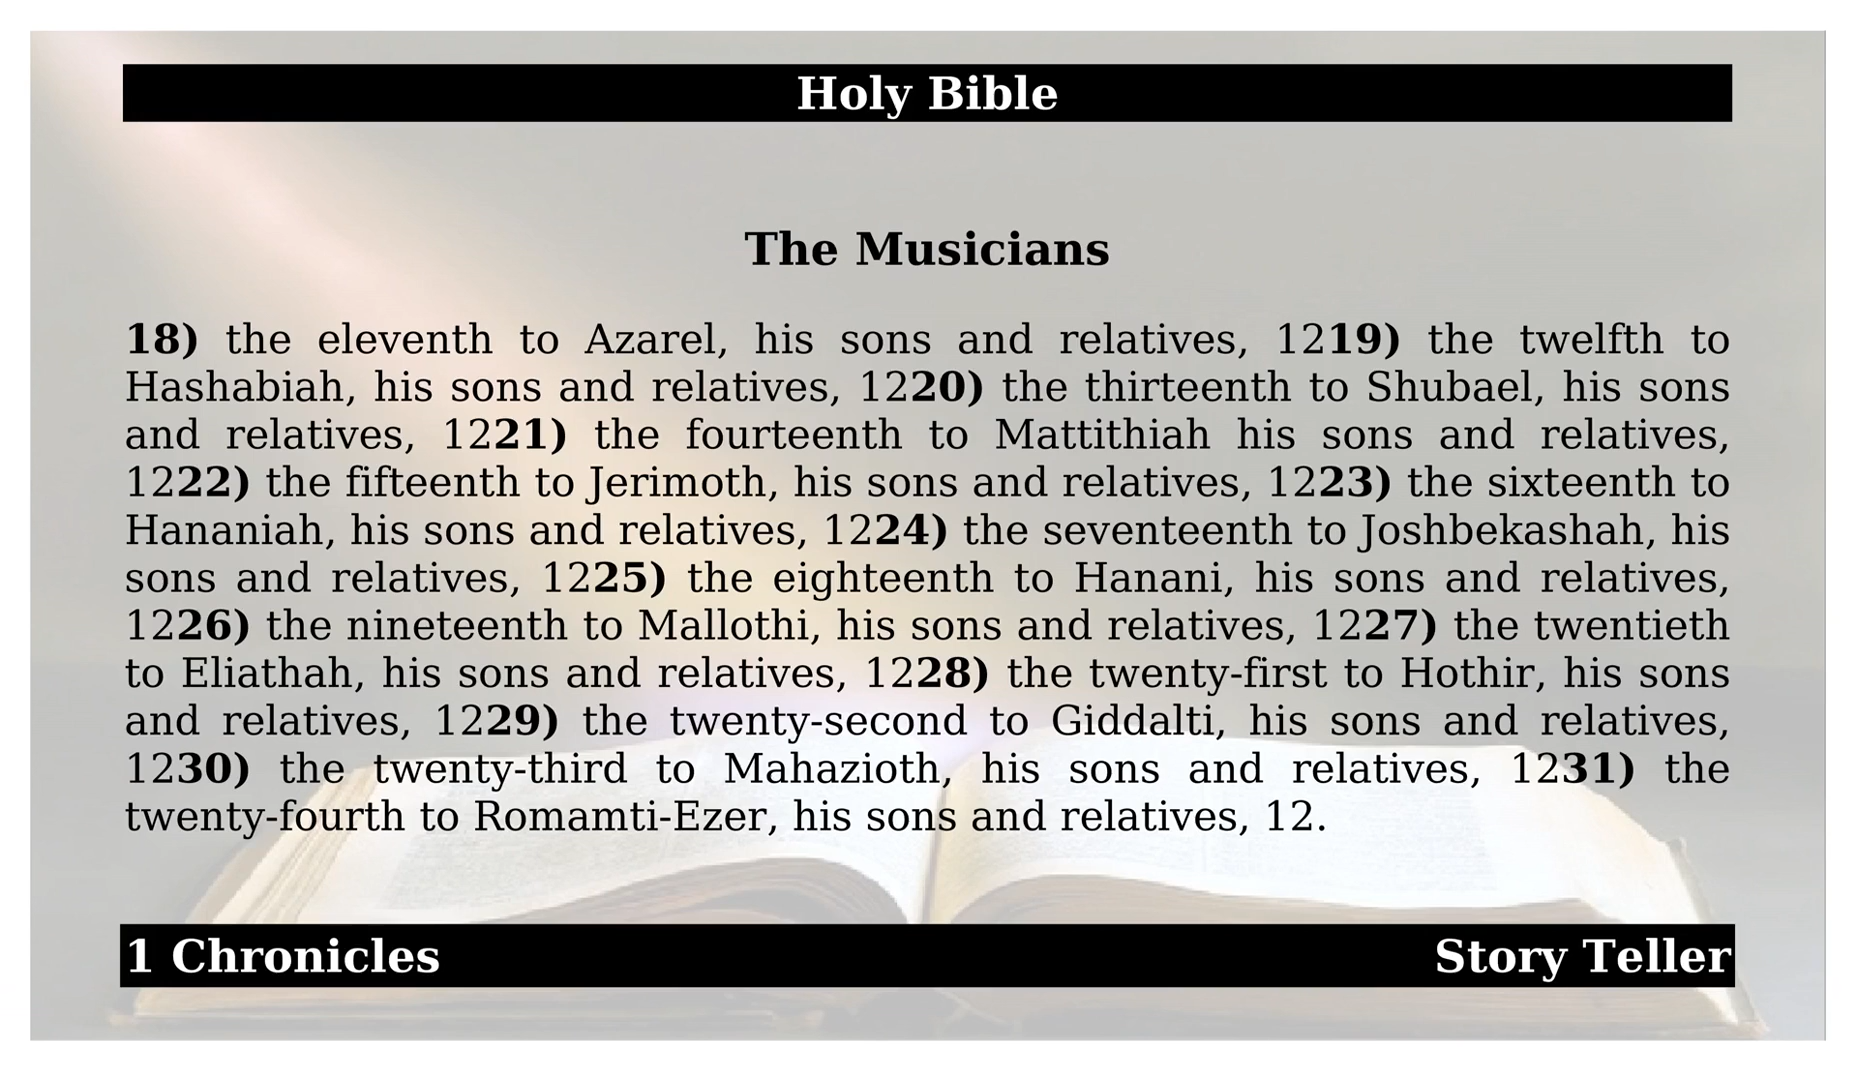 Holy Bible
The Musicians
18) the eleventh to Azarel, his sons and relatives, 1219) the twelfth to
Hashabiah, his sons and relatives, 1220) the thirteenth to Shubael, his sons
and relatives, 1221) the fourteenth to Mattithiah his sons and relatives,
1222) the fifteenth to Jerimoth, his sons and relatives, 1223) the sixteenth to
Hananiah, his sons and relatives, 1224) the seventeenth to Joshbekashah, his
sons and relatives, 1225) the eighteenth to Hanani, his sons and relatives,
1226) the nineteenth to Mallothi, his sons and relatives, 1227) the twentieth
to Eliathah, his sons and relatives, 1228) the twenty-first to Hothir, his sons
and relatives, 1229) the twenty-second to Giddalti, his sons and relatives,
1230) the twenty-third to Mahazioth, his sons and relatives, 1231) the
twenty-fourth to Romamti-Ezer, his sons and relatives, 12.
1 Chronicles Story Teller